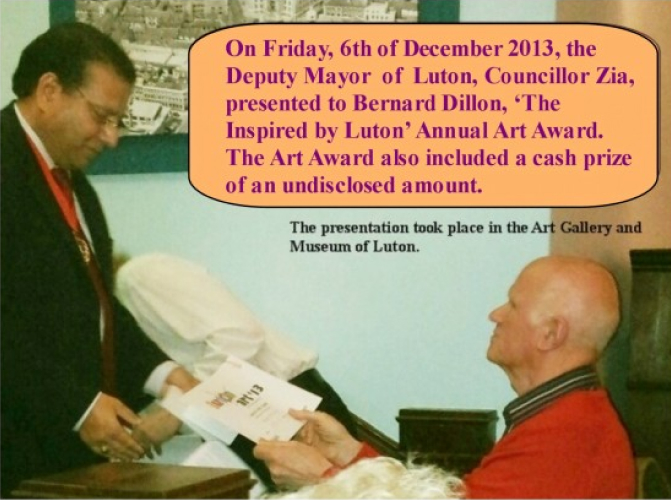 On Friday, 6th of December 2013, the
Deputy Mayor of Luton, Councillor Zia,
presented to Bernard Dillon, ‘The
Inspired by Luton’ Annual Art Award.
The Art Award also included a cash prize
of an undisclosed amount.
The presentation took place in the Art Gallery and
Museum of Luton.